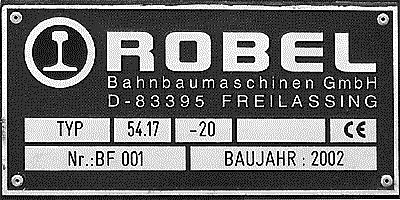 ROBEL
Bahnbaumaschinen GmbH
D-83395 FREILASSING
TYP 54.17 -20 CE
Nr.:BF 001 BAUJAHR : 2002